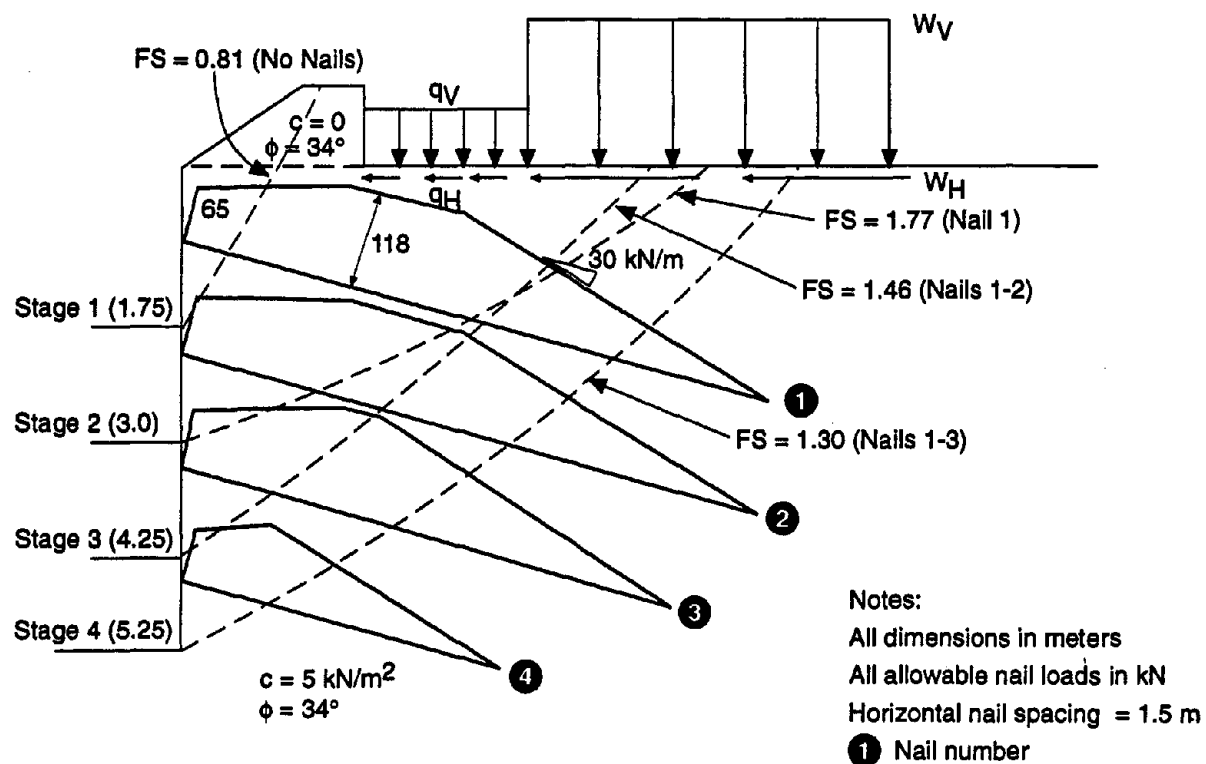 W_V
FS = 0.81 (No Nails)
q_V
c = 0
ϕ = 34°
q_H
W_H
65
118
FS = 1.77 (Nail 1)
30 kN/m
FS = 1.46 (Nails 1-2)
Stage 1 (1.75)
1
Stage 2 (3.0)
FS = 1.30 (Nails 1-3)
2
Stage 3 (4.25)
3
Stage 4 (5.25)
4
c = 5 kN/m²
ϕ = 34°
Notes:
All dimensions in meters
All allowable nail loads in kN
Horizontal nail spacing = 1.5 m
1 Nail number